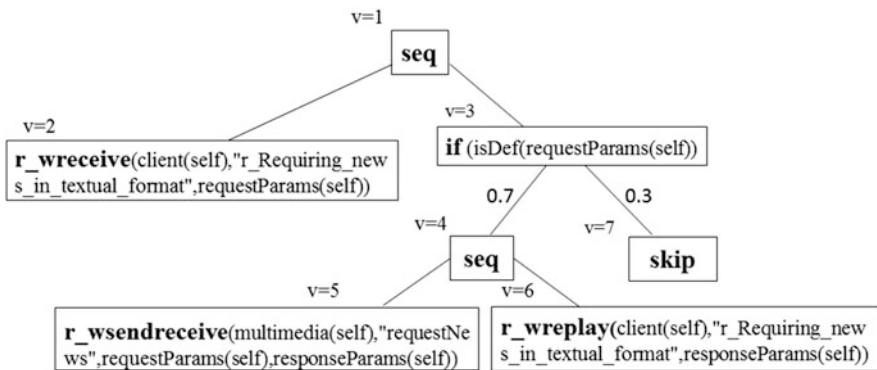 v=1
seq
v=2
v=3
r_wreceive(client(self),"r_Requiring_new
s_in_textual_format",requestParams(self))
if (isDef(requestParams(self))
0.7
0.3
v=4
v=7
seq
skip
v=5
v=6
r_wsendreceive(multimedia(self),"requestNe
ws",requestParams(self),responseParams(self))
r_wreplay(client(self),"r_Requiring_new
s_in_textual_format",responseParams(self))